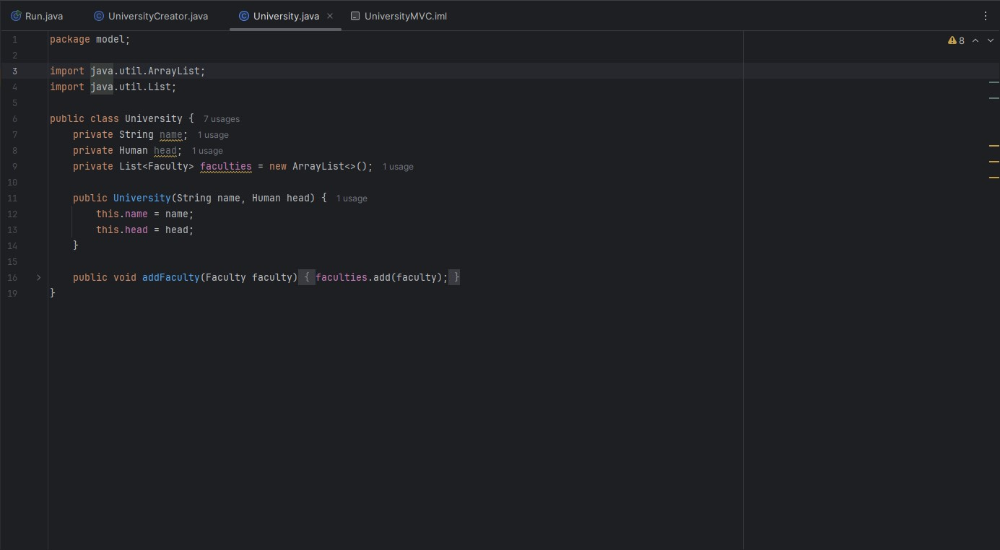 Run.java UniversityCreator.java University.java UniversityMVC.iml
8
1 package model;
2
3 import java.util.ArrayList;
4 import java.util.List;
5
6 public class University { 7 usages
7 private String name; 1 usage
8 private Human head; 1 usage
9 private List<Faculty> faculties = new ArrayList<>(); 1 usage
10
11 public University(String name, Human head) { 1 usage
12 this.name = name;
13 this.head = head;
14 }
15
16 public void addFaculty(Faculty faculty) { faculties.add(faculty); }
19 }